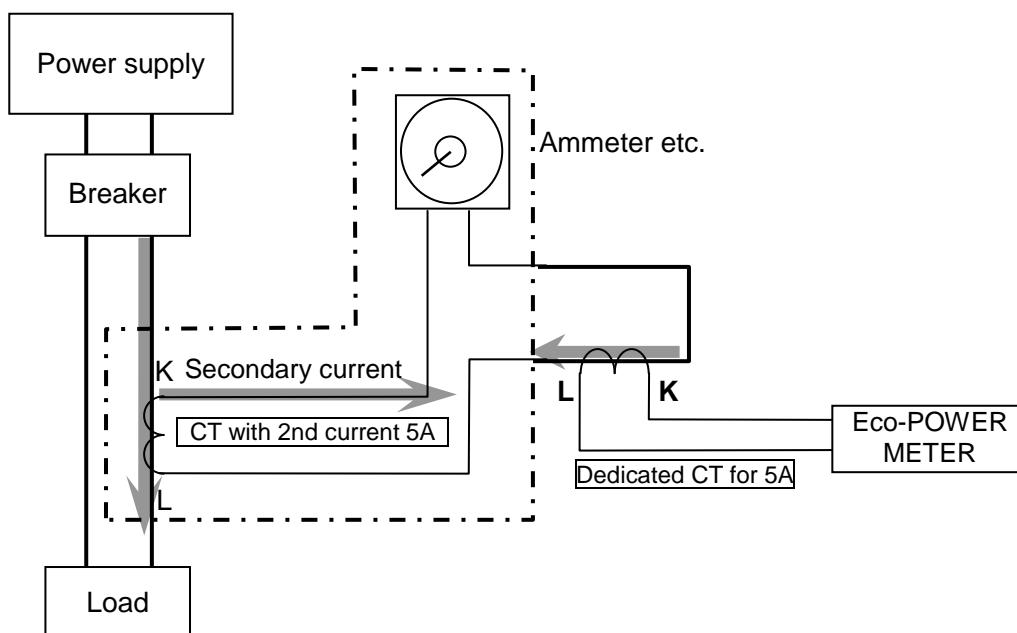 Power supply
Ammeter etc.
Breaker
K
Secondary current
CT with 2nd current 5A
L
L
K
Eco-POWER
METER
Dedicated CT for 5A
Load